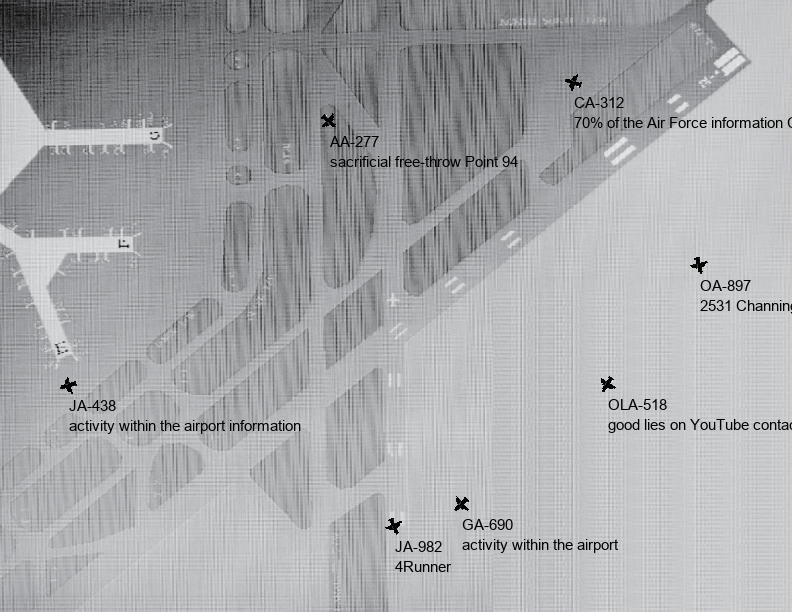 CA-312
70% of the Air Force information
AA-277
sacrificial free-throw Point 94
OA-897
2531 Channing
JA-438
activity within the airport information
OLA-518
good lies on YouTube
GA-690
activity within the airport
JA-982
4Runner